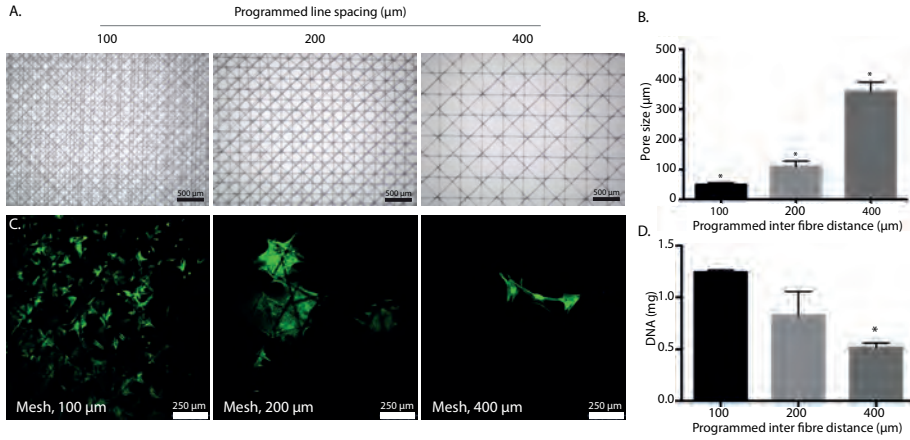 A.
Programmed line spacing (µm)
100 200 400
500 µm 500 µm 500 µm
B.
Pore size (µm)
500
400
300
200
100
0
*
*
*
100 200 400
Programmed inter fibre distance (µm)
C.
Mesh, 100 µm 250 µm
Mesh, 200 µm 250 µm
Mesh, 400 µm 250 µm
D.
DNA (mg)
1.5
1.0
0.5
0.0
*
100 200 400
Programmed inter fibre distance (µm)